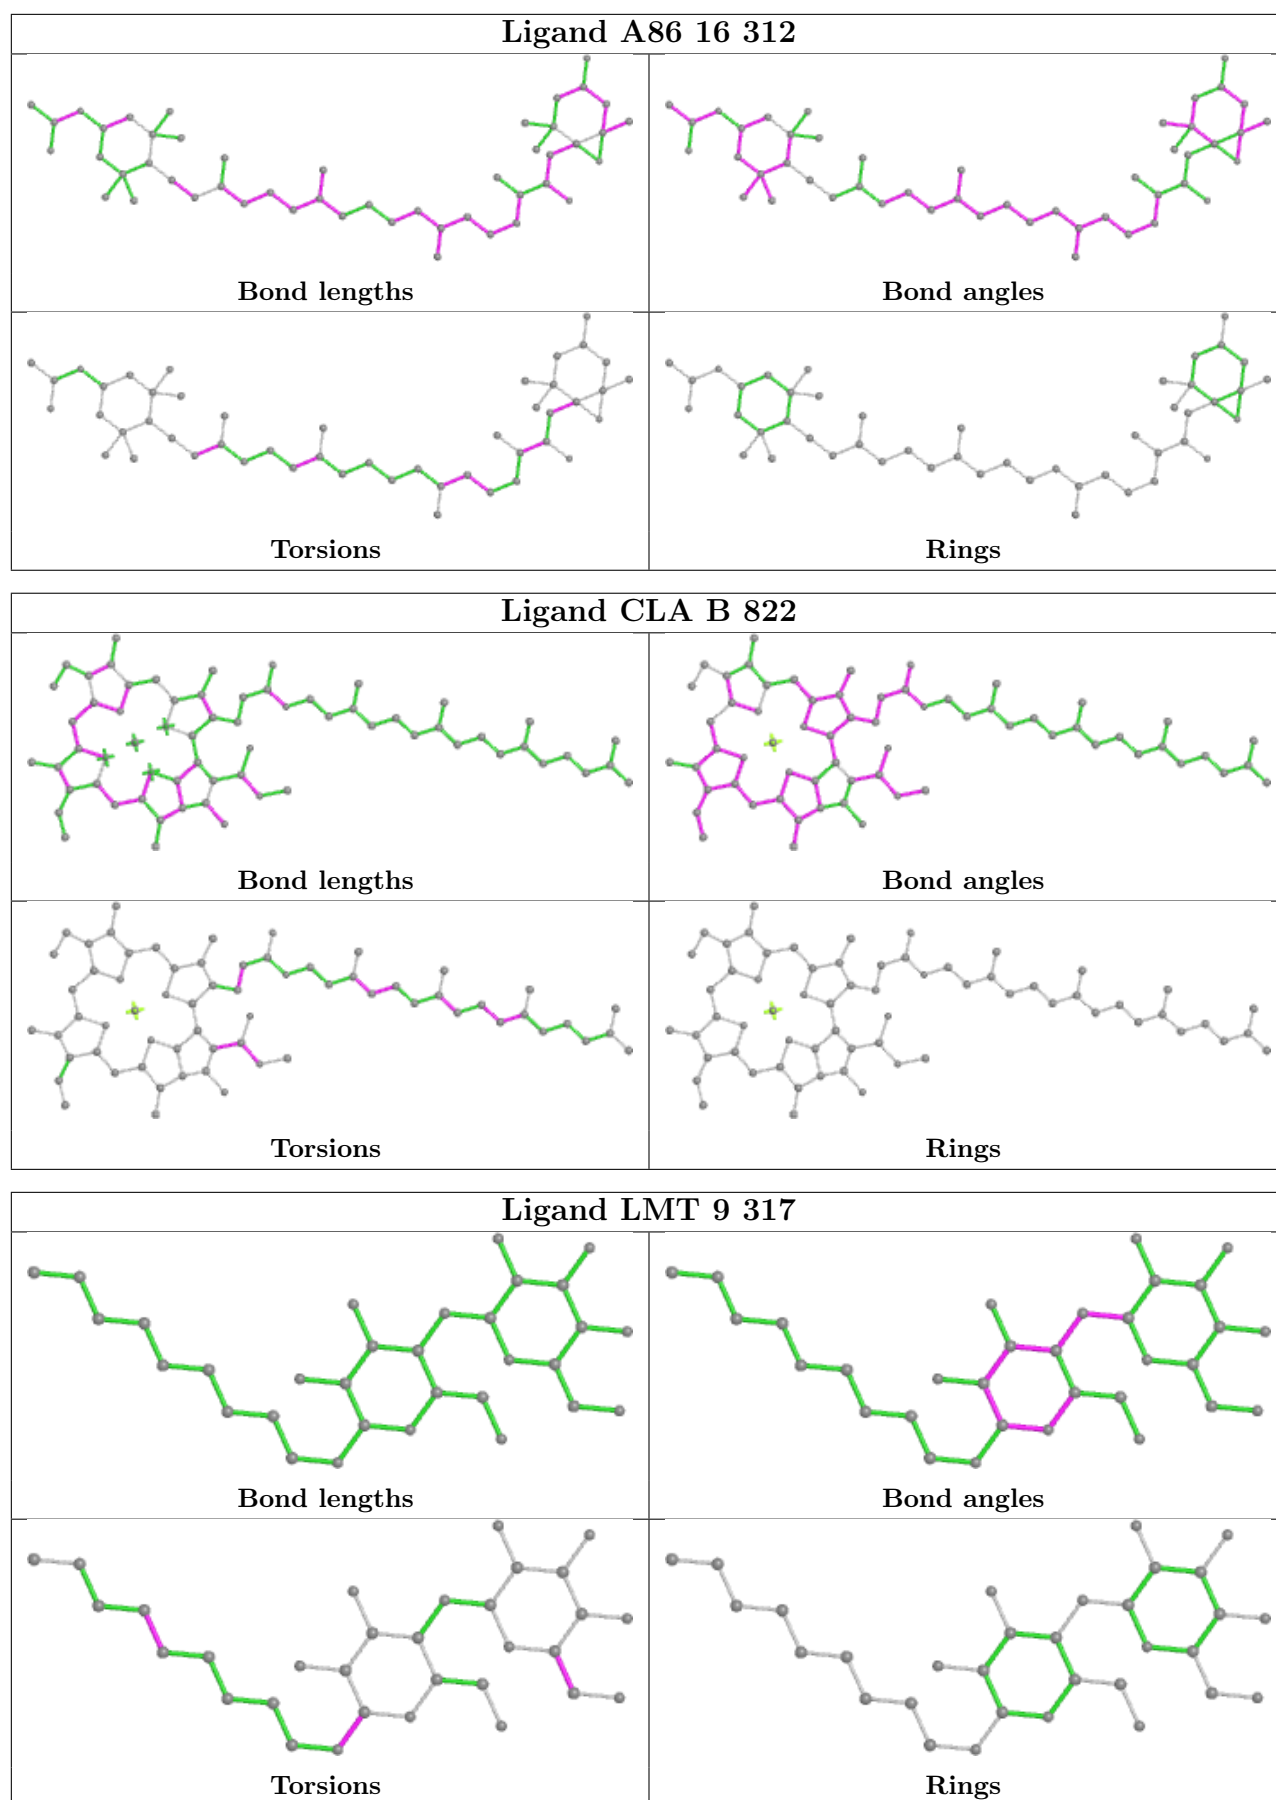 Ligand A86 16 312
Bond lengths
Bond angles
Torsions
Rings
Ligand CLA B 822
Bond lengths
Bond angles
Torsions
Rings
Ligand LMT 9 317
Bond lengths
Bond angles
Torsions
Rings